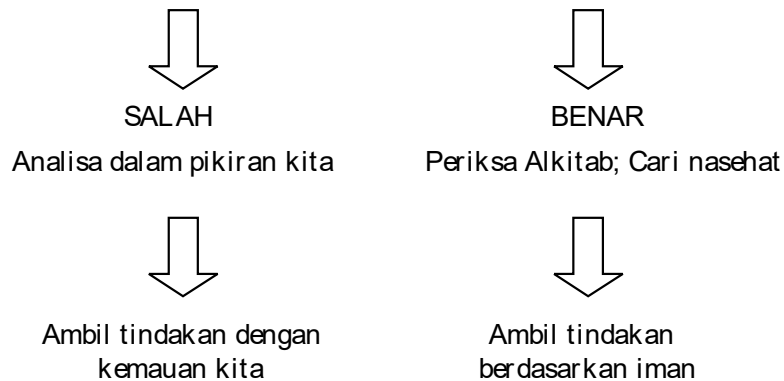 SALAH
Analisa dalam pikiran kita
Ambil tindakan dengan
kemauan kita
BENAR
Periksa Alkitab; Cari nasehat
Ambil tindakan
berdasarkan iman